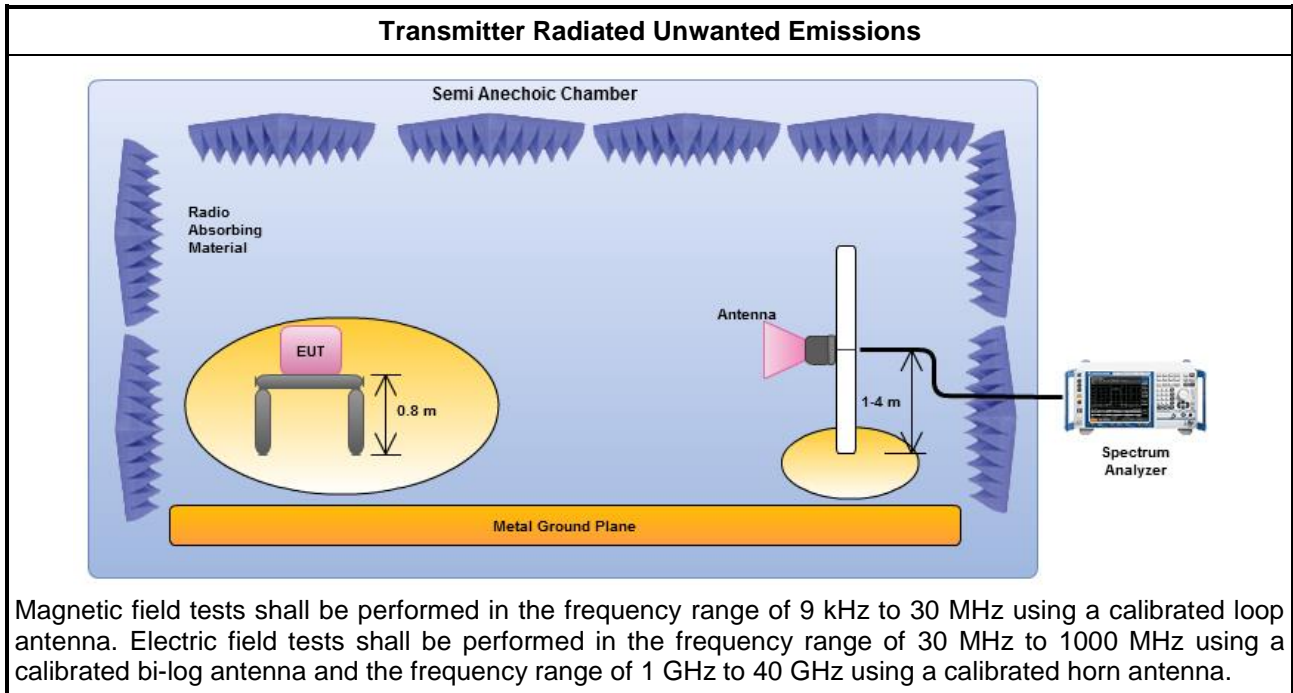 Transmitter Radiated Unwanted Emissions
Semi Anechoic Chamber
Radio
Absorbing
Material
Antenna
EUT
0.8 m
1-4 m
Spectrum
Analyzer
Metal Ground Plane
Magnetic field tests shall be performed in the frequency range of 9 kHz to 30 MHz using a calibrated loop
antenna. Electric field tests shall be performed in the frequency range of 30 MHz to 1000 MHz using a
calibrated bi-log antenna and the frequency range of 1 GHz to 40 GHz using a calibrated horn antenna.